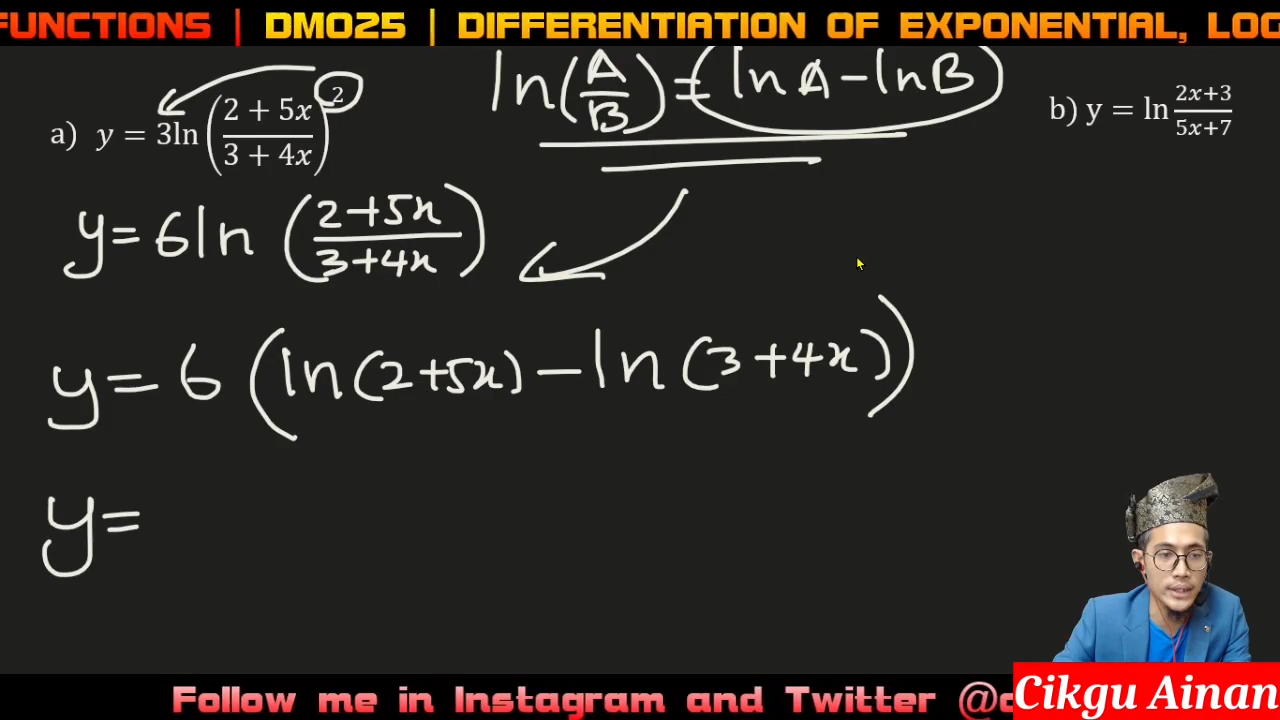 FUNCTIONS | DM025 | DIFFERENTIATION OF EXPONENTIAL, LOG
a) y = 3ln((2 + 5x)/(3 + 4x))^2
ln(A/B) = ln A - ln B
b) y = ln (2x+3)/(5x+7)
y = 6 ln ((2+5x)/(3+4x))
y = 6 (ln(2+5x) - ln(3+4x))
y =
Follow me in Instagram and Twitter @c
Cikgu Ainan